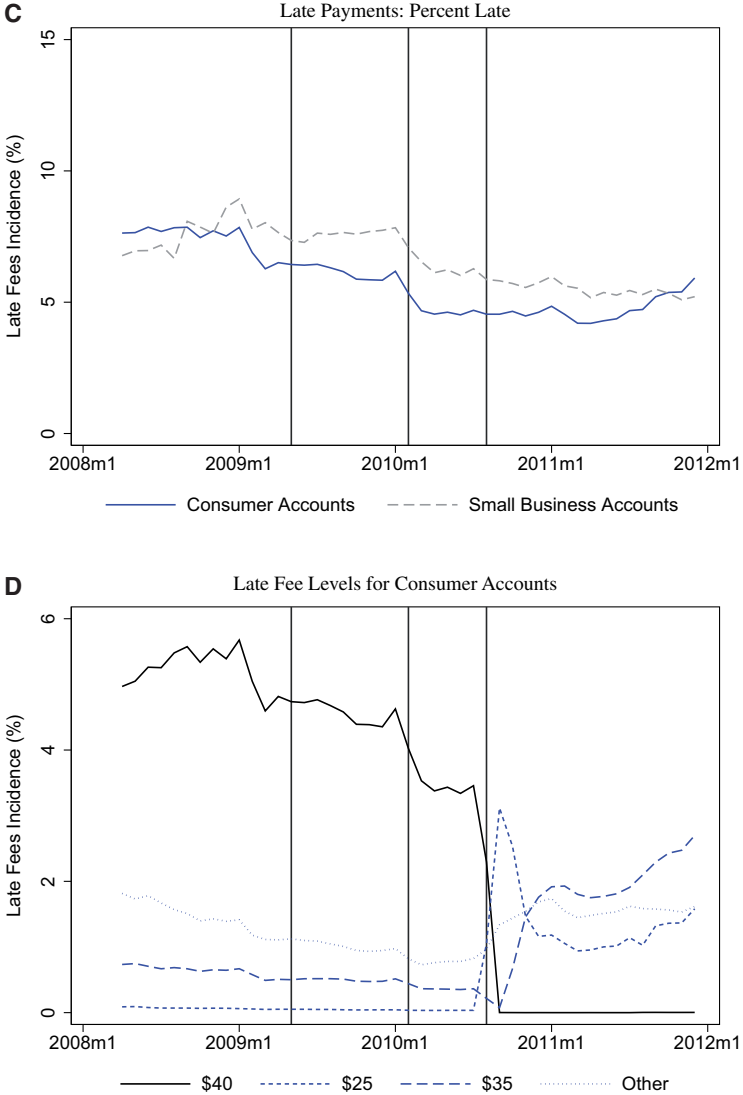 C
Late Payments: Percent Late
15
10
5
0
Late Fees Incidence (%)
2008m1 2009m1 2010m1 2011m1 2012m1
Consumer Accounts Small Business Accounts
D
Late Fee Levels for Consumer Accounts
6
4
2
0
Late Fees Incidence (%)
2008m1 2009m1 2010m1 2011m1 2012m1
$40 $25 $35 Other